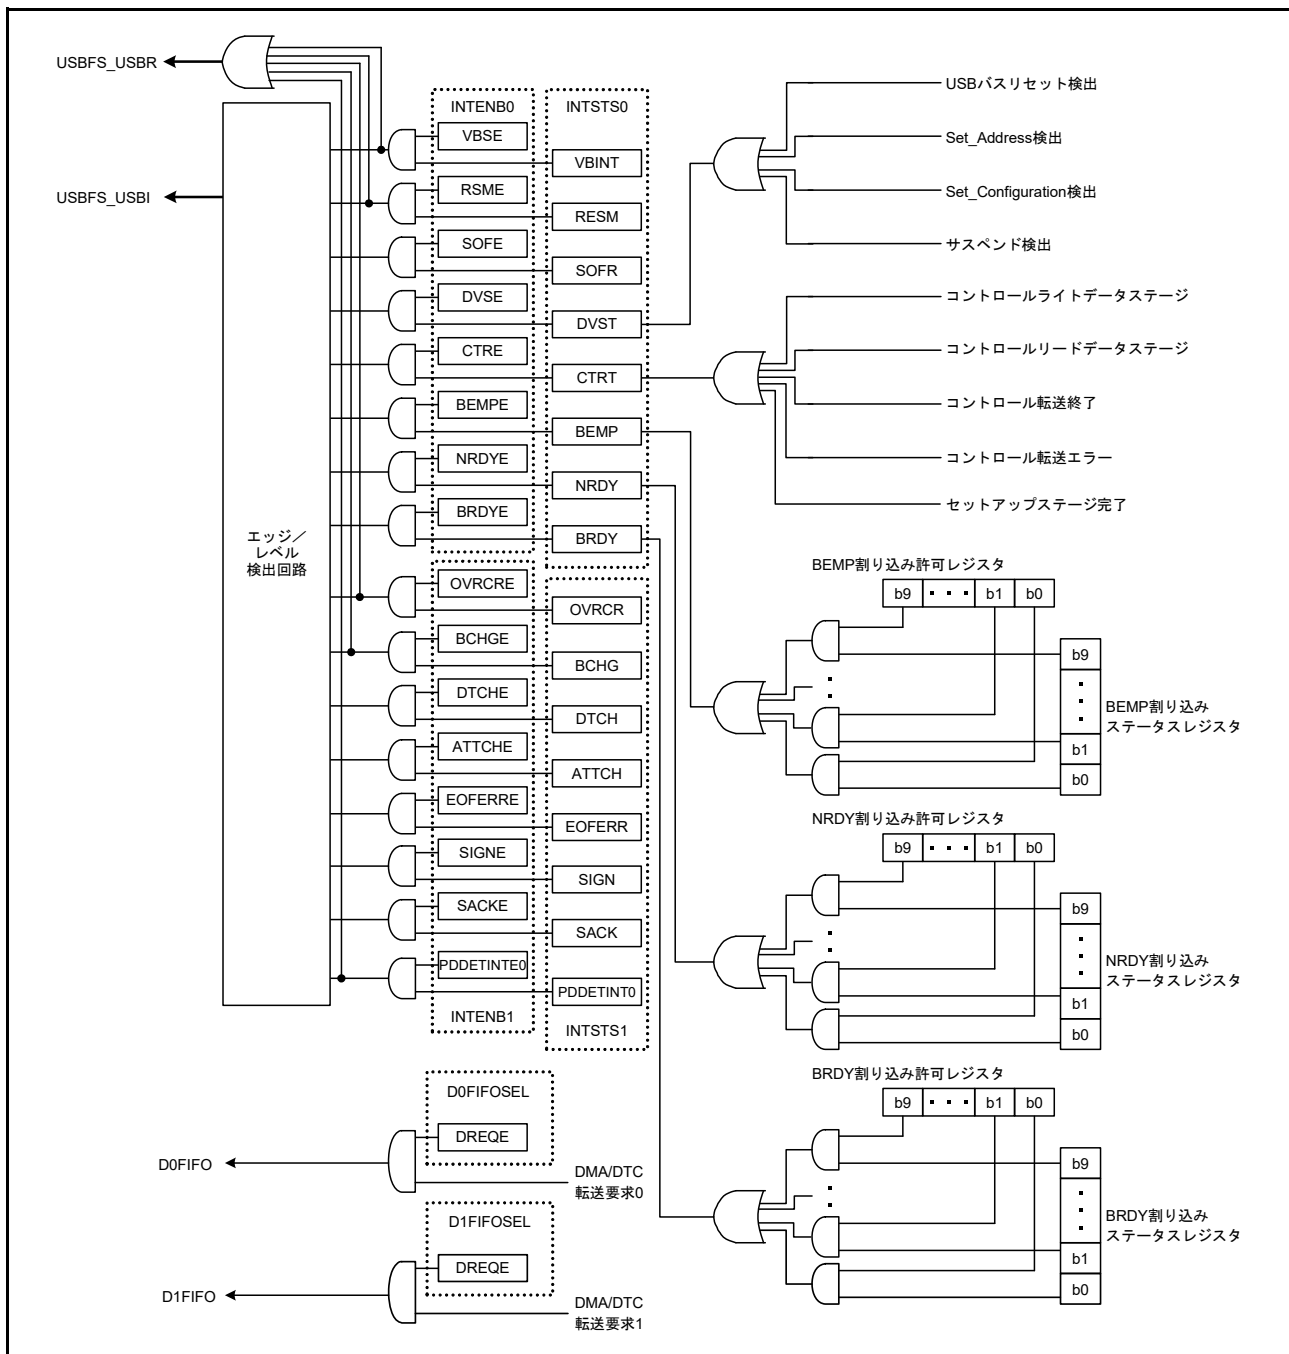 USBFS_USBR
USBFS_USBI
エッジ／
レベル
検出回路
INTENB0
VBSE
RSME
SOFE
DVSE
CTRE
BEMPE
NRDYE
BRDYE
OVRCRE
BCHGE
DTCHE
ATTCHE
EOFERRE
SIGNE
SACKE
PDDETINTE0
INTENB1
INTSTS0
VBINT
RESM
SOFR
DVST
CTRT
BEMP
NRDY
BRDY
OVRCR
BCHG
DTCH
ATTCH
EOFERR
SIGN
SACK
PDDETINT0
INTSTS1
USBバスリセット検出
Set_Address検出
Set_Configuration検出
サスペンド検出
コントロールライトデータステージ
コントロールリードデータステージ
コントロール転送終了
コントロール転送エラー
セットアップステージ完了
BEMP割り込み許可レジスタ
b9 ・・・ b1 b0
b9
・
・
・
b1
b0
BEMP割り込み
ステータスレジスタ
NRDY割り込み許可レジスタ
b9 ・・・ b1 b0
b9
・
・
・
b1
b0
NRDY割り込み
ステータスレジスタ
BRDY割り込み許可レジスタ
b9 ・・・ b1 b0
b9
・
・
・
b1
b0
BRDY割り込み
ステータスレジスタ
D0FIFOSEL
DREQE
D0FIFO
DMA/DTC
転送要求0
D1FIFOSEL
DREQE
D1FIFO
DMA/DTC
転送要求1